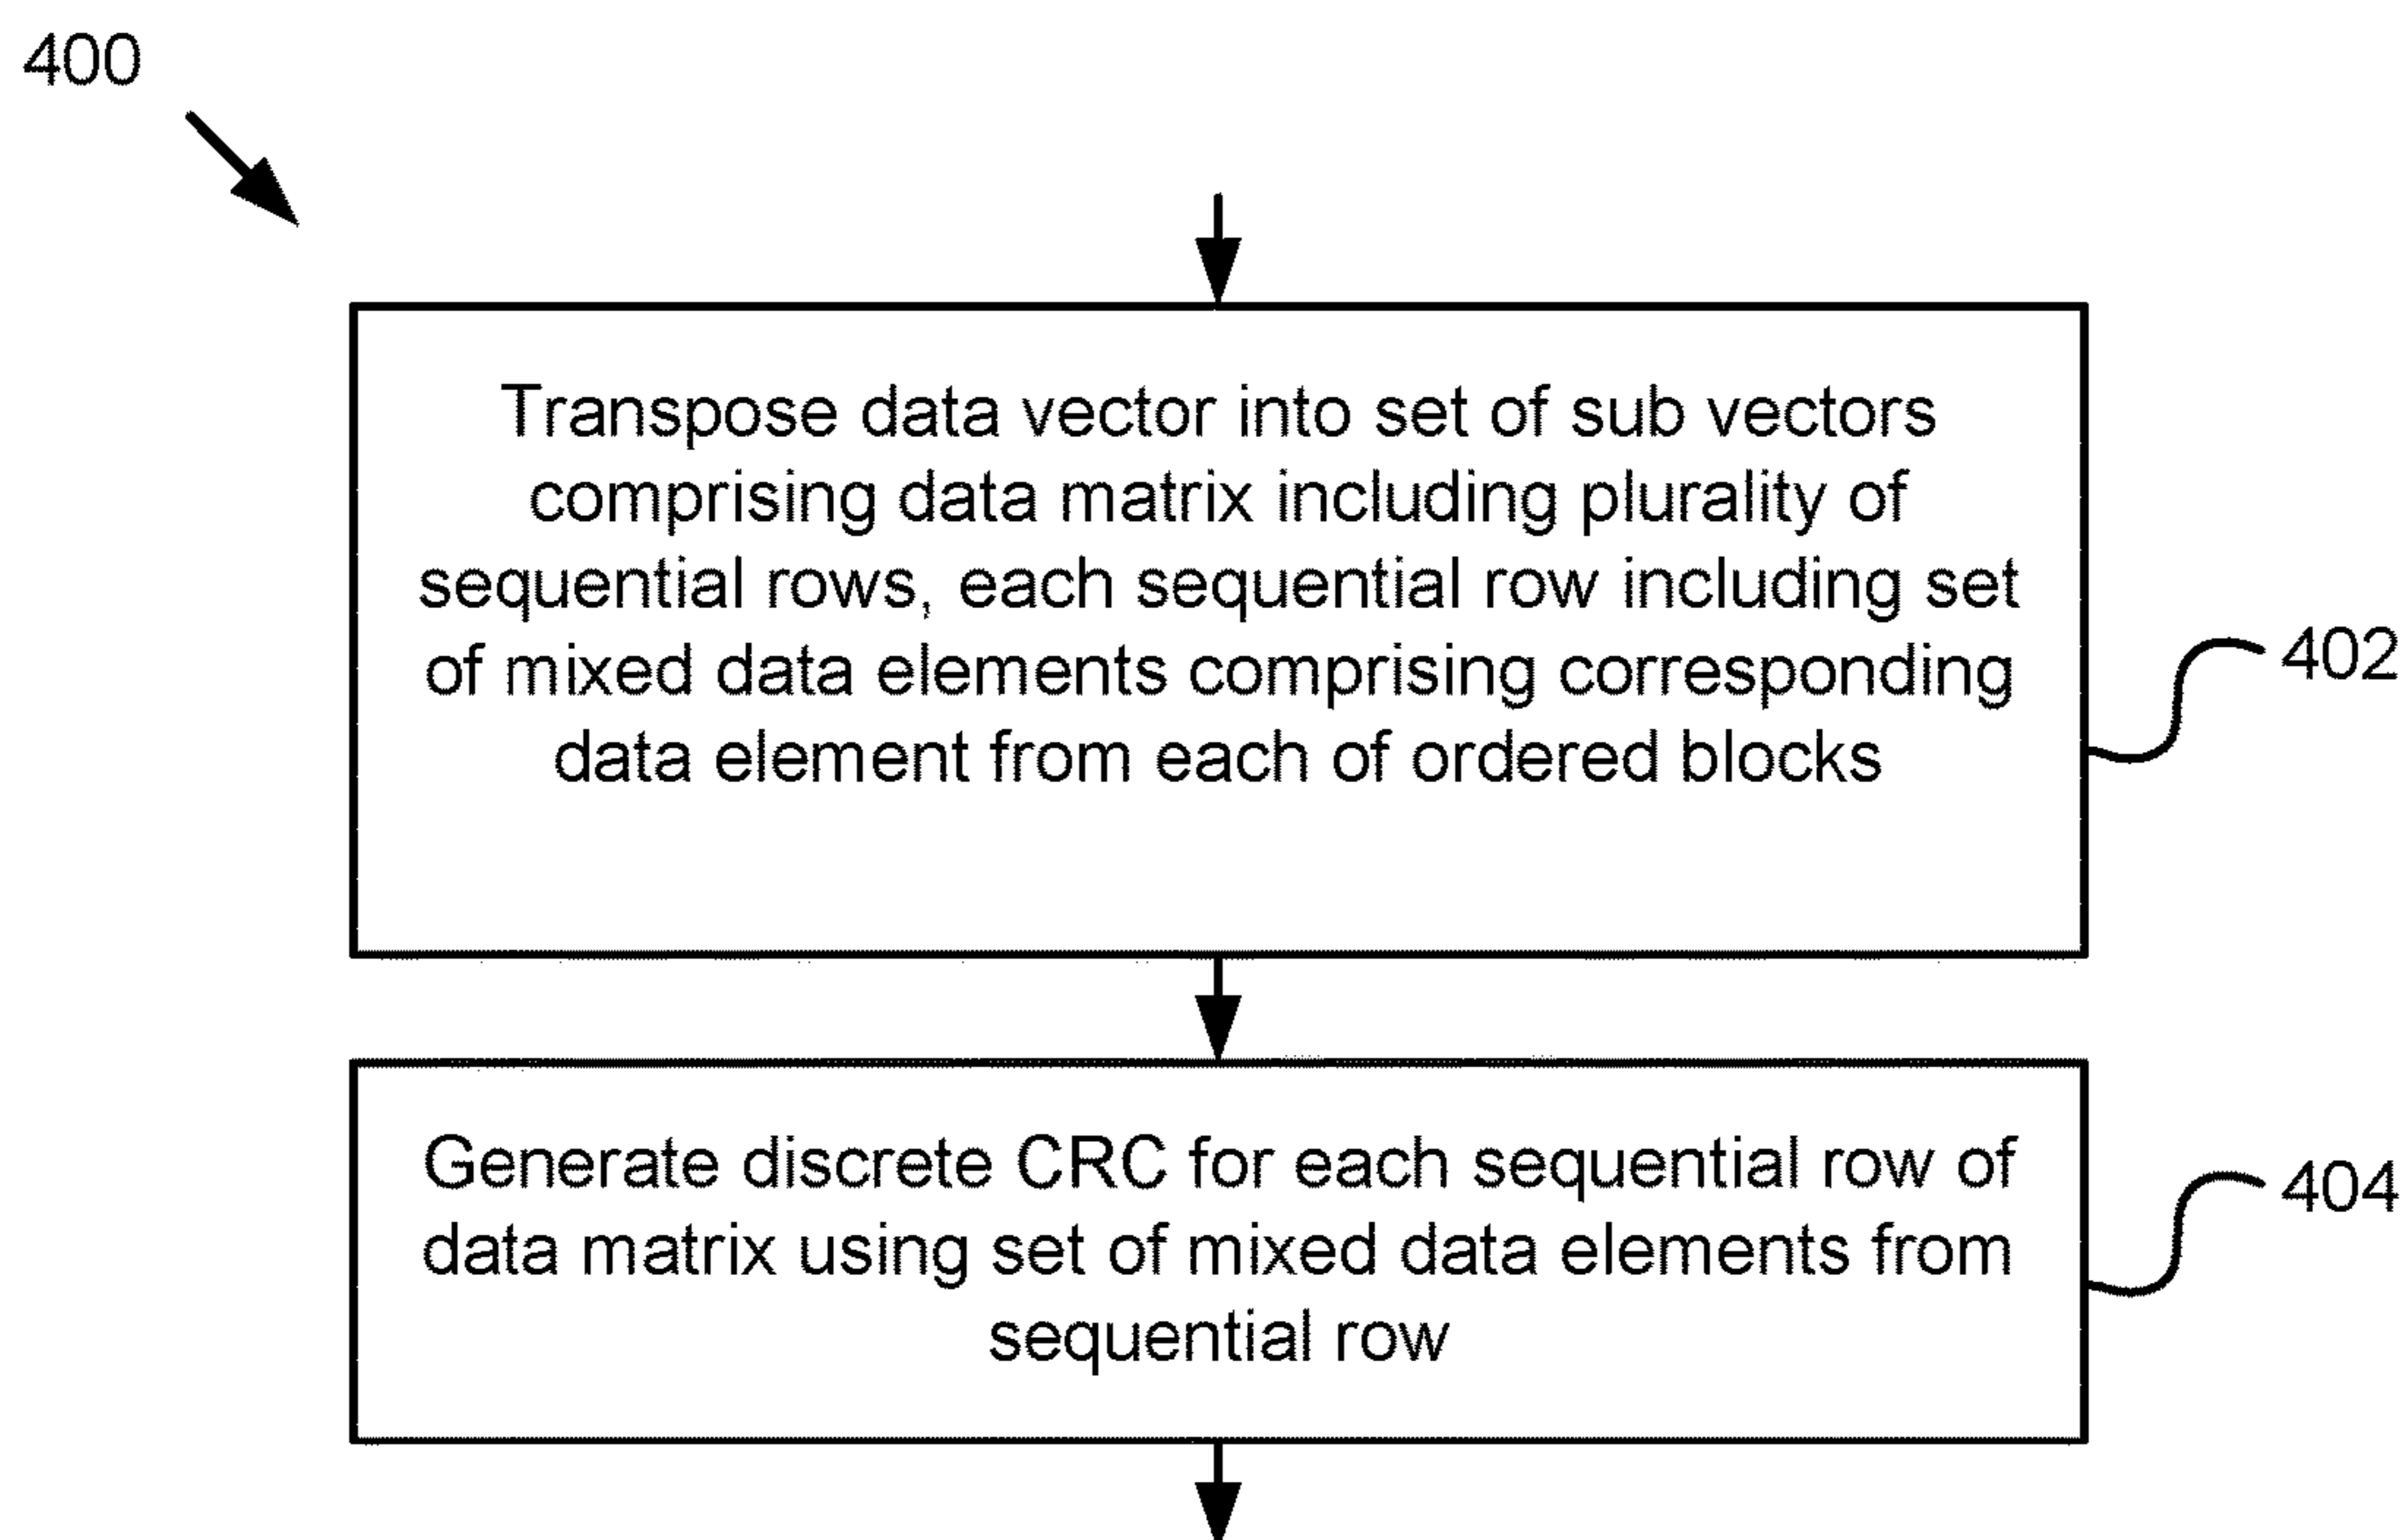 400
Transpose data vector into set of sub vectors
comprising data matrix including plurality of
sequential rows, each sequential row including set
of mixed data elements comprising corresponding
data element from each of ordered blocks
402
Generate discrete CRC for each sequential row of
data matrix using set of mixed data elements from
sequential row
404